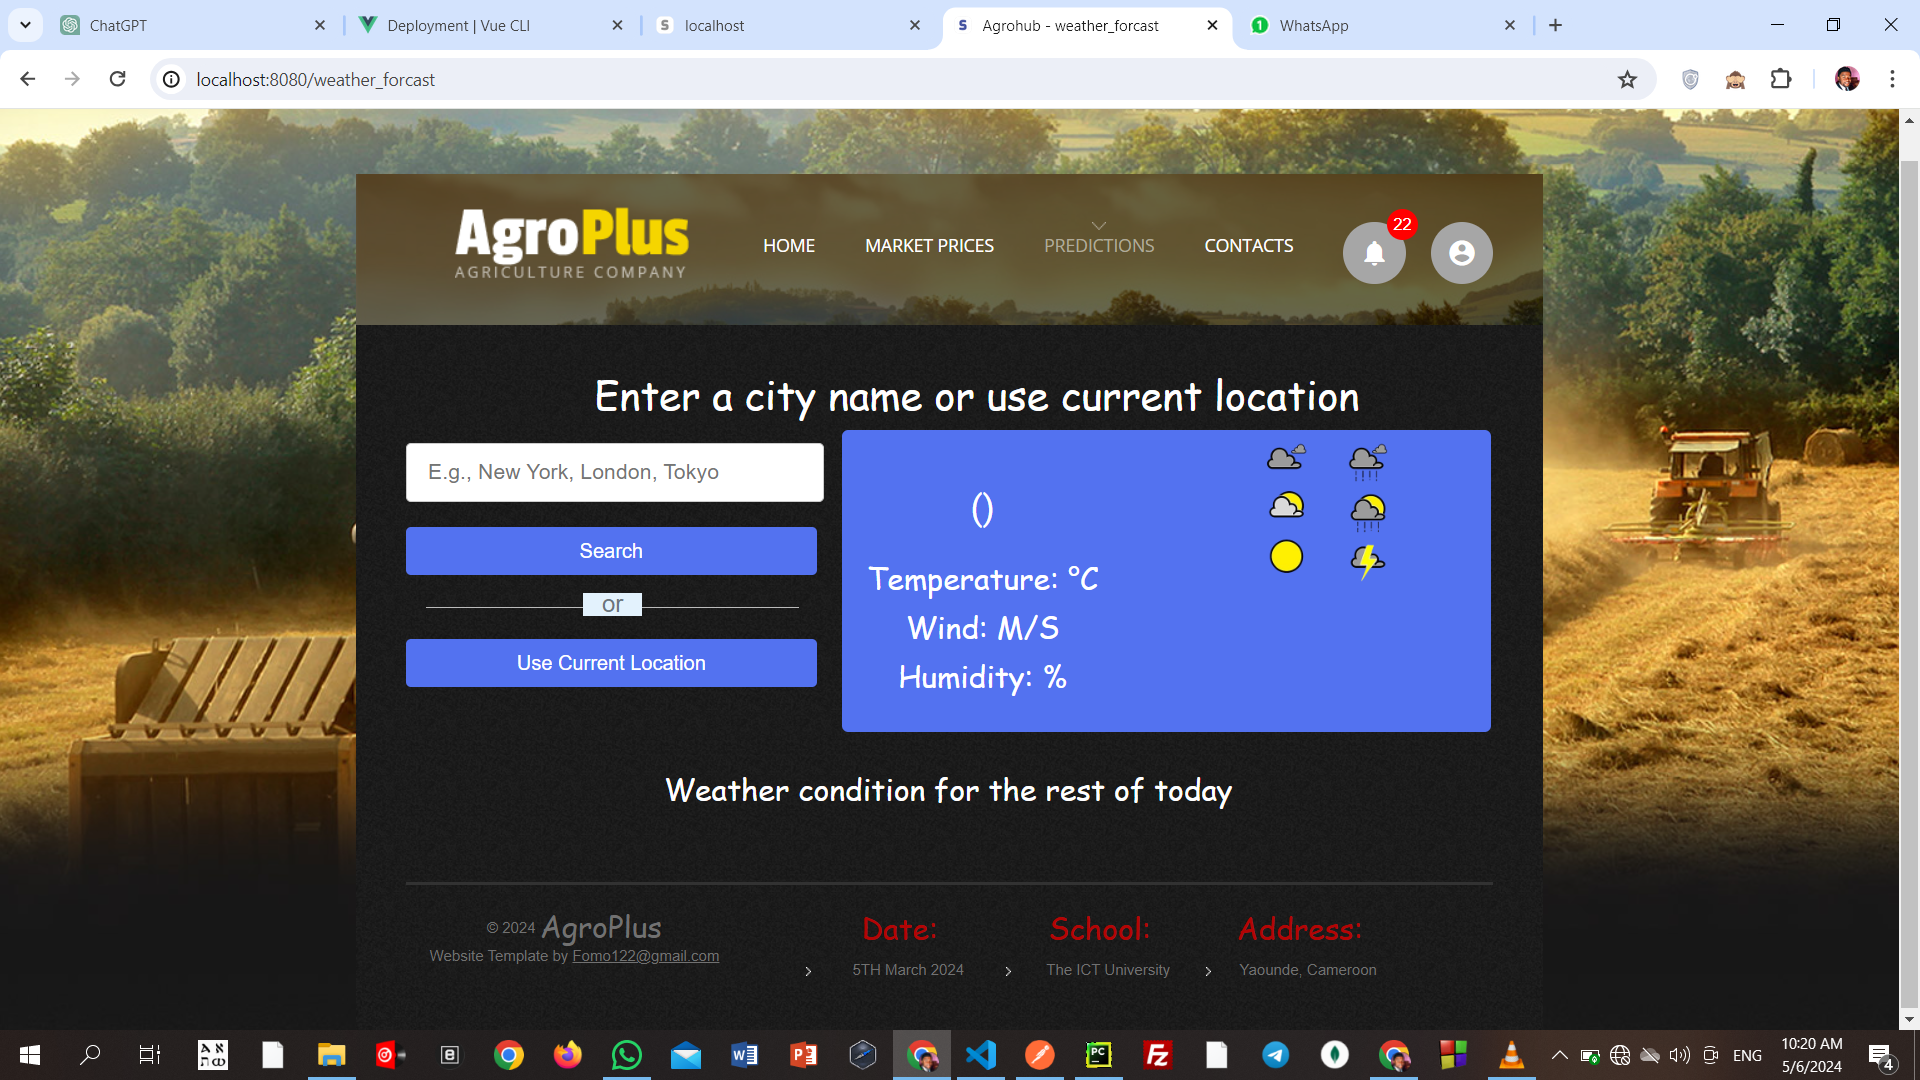 ChatGPT
Deployment | Vue CLI
S localhost
S Agrohub - weather_forcast
1 WhatsApp
localhost:8080/weather_forcast
AgroPlus
AGRICULTURE COMPANY
HOME
MARKET PRICES
PREDICTIONS
CONTACTS
22
Enter a city name or use current location
E.g., New York, London, Tokyo
Search
or
Use Current Location
()
Temperature: °C
Wind: M/S
Humidity: %
Weather condition for the rest of today
© 2024 AgroPlus
Website Template by Fomo122@gmail.com
Date:
5TH March 2024
School:
The ICT University
Address:
Yaounde, Cameroon
ENG
10:20 AM
5/6/2024
4